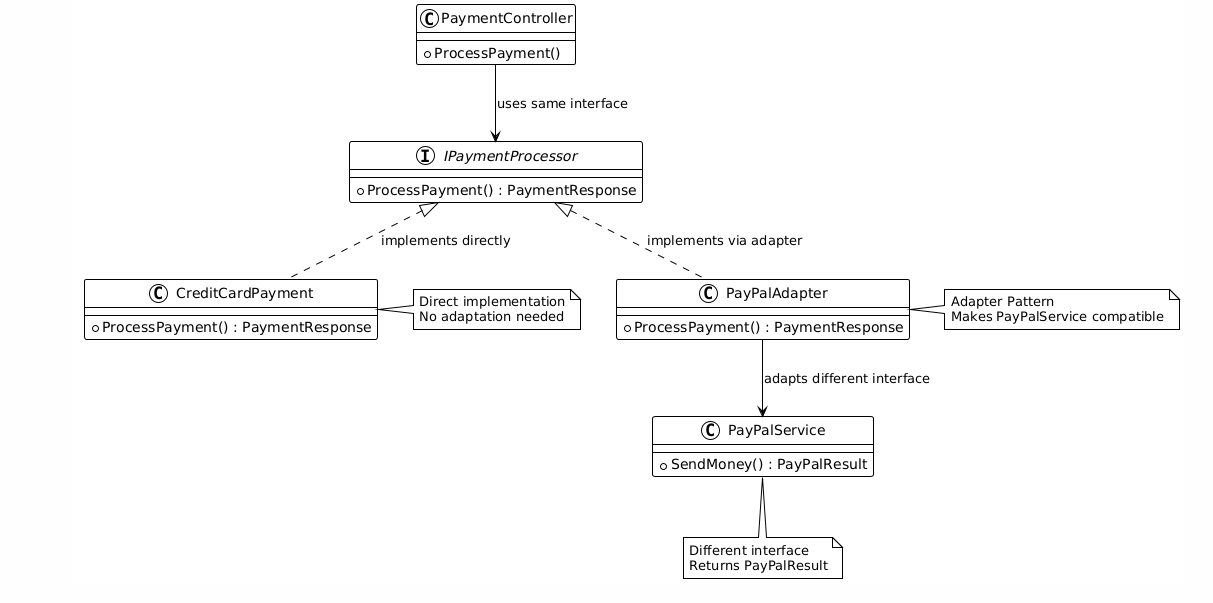 C PaymentController
ProcessPayment()
uses same interface
I IPaymentProcessor
ProcessPayment() : PaymentResponse
implements directly
implements via adapter
C CreditCardPayment
ProcessPayment() : PaymentResponse
Direct implementation
No adaptation needed
C PayPalAdapter
ProcessPayment() : PaymentResponse
Adapter Pattern
Makes PayPalService compatible
adapts different interface
C PayPalService
SendMoney() : PayPalResult
Different interface
Returns PayPalResult